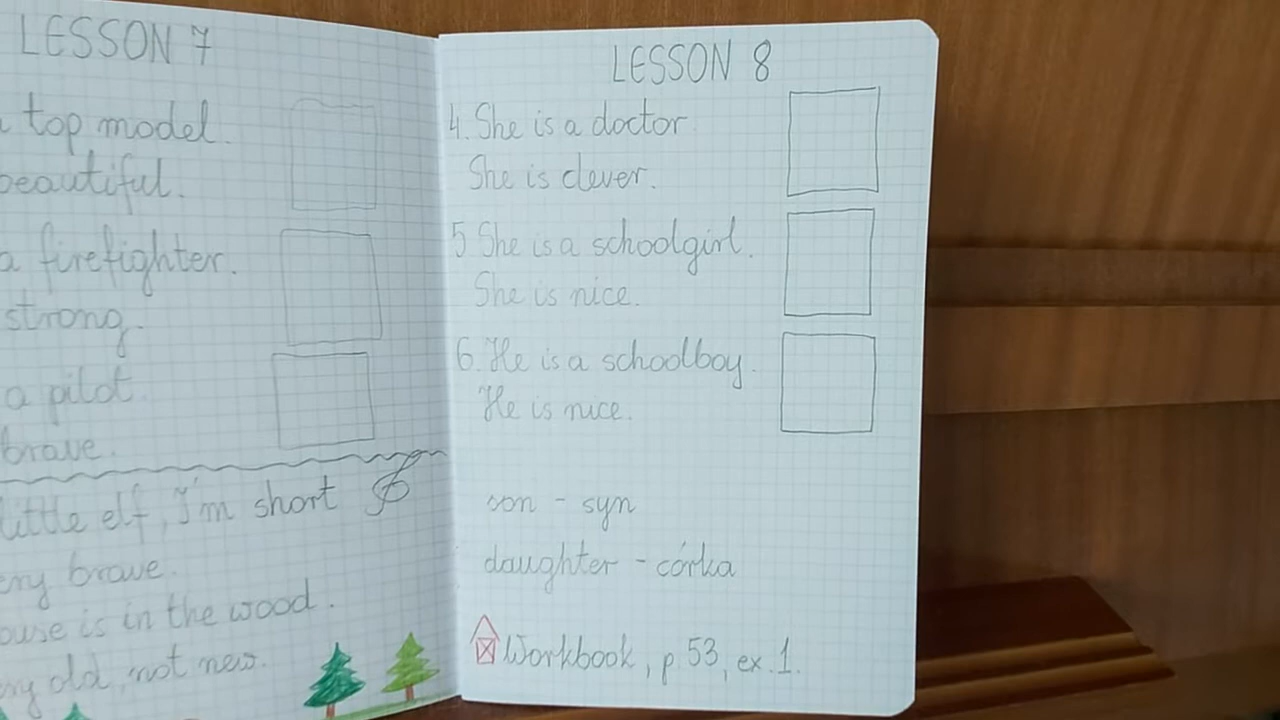 LESSON 7
top model.
beautiful.
a firefighter.
strong.
a pilot
brave.
little elf, I'm short
brave.
is in the wood.
old, not new.
LESSON 8
4. She is a doctor
She is clever.
5 She is a schoolgirl.
She is nice.
6. He is a schoolboy.
He is nice.
son - syn
daughter - córka
Workbook, p 53, ex. 1.